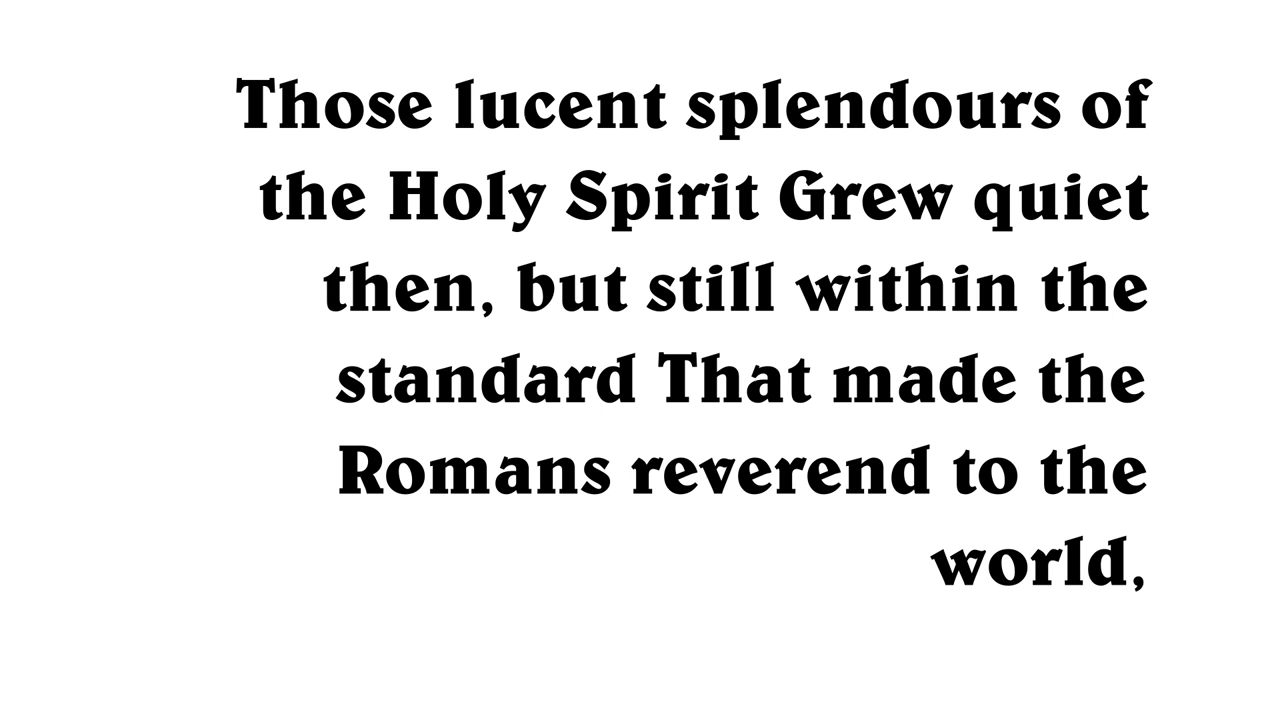 Those lucent splendours of
the Holy Spirit Grew quiet
then, but still within the
standard That made the
Romans reverend to the
world,